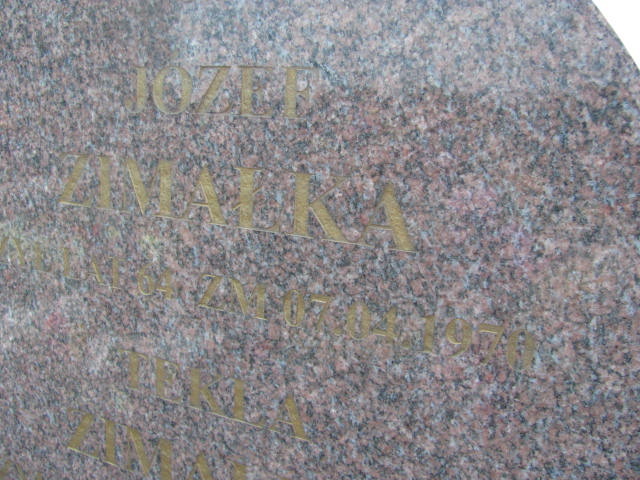 JOZEF
ZIMAŁKA
LAT 64 ZM 07.04.1970
TEKLA